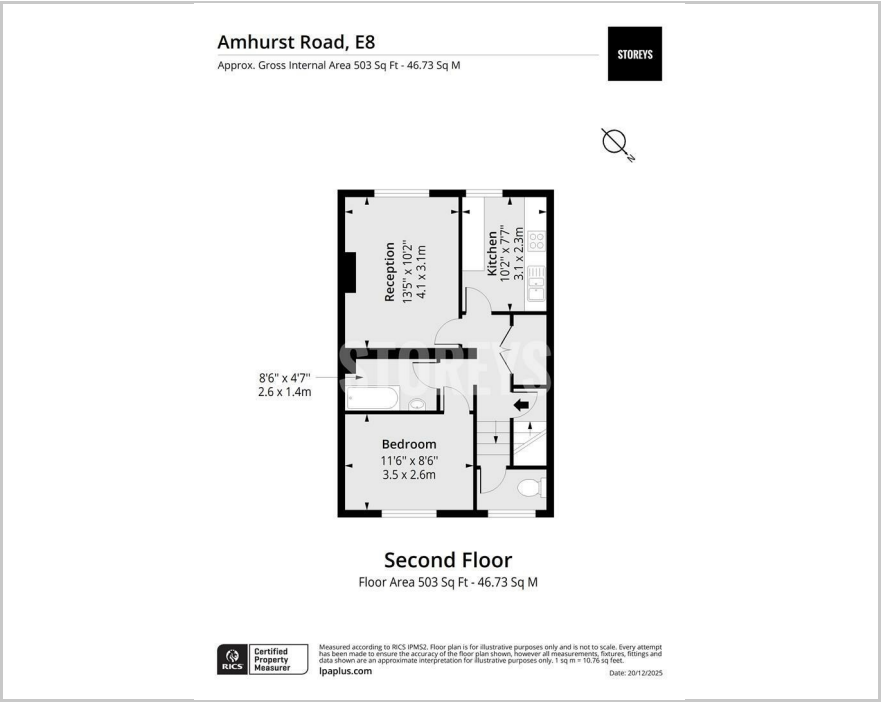 Amhurst Road, E8
Approx. Gross Internal Area 503 Sq Ft - 46.73 Sq M
STOREYS
N
Reception
13'5" x 10'2"
4.1 x 3.1m
Kitchen
10'2" x 7'7"
3.1 x 2.3m
STOREYS
8'6" x 4'7"
2.6 x 1.4m
Bedroom
11'6" x 8'6"
3.5 x 2.6m
Second Floor
Floor Area 503 Sq Ft - 46.73 Sq M
RICS
Certified
Property
Measurer
Measured according to RICS IPMS2. Floor plan is for illustrative purposes only and is not to scale. Every attempt
has been made to ensure the accuracy of the floor plan shown, however all measurements, fixtures, fittings and
data shown are an approximate interpretation for illustrative purposes only. 1 sq m = 10.76 sq feet.
lpaplus.com
Date: 20/12/2025